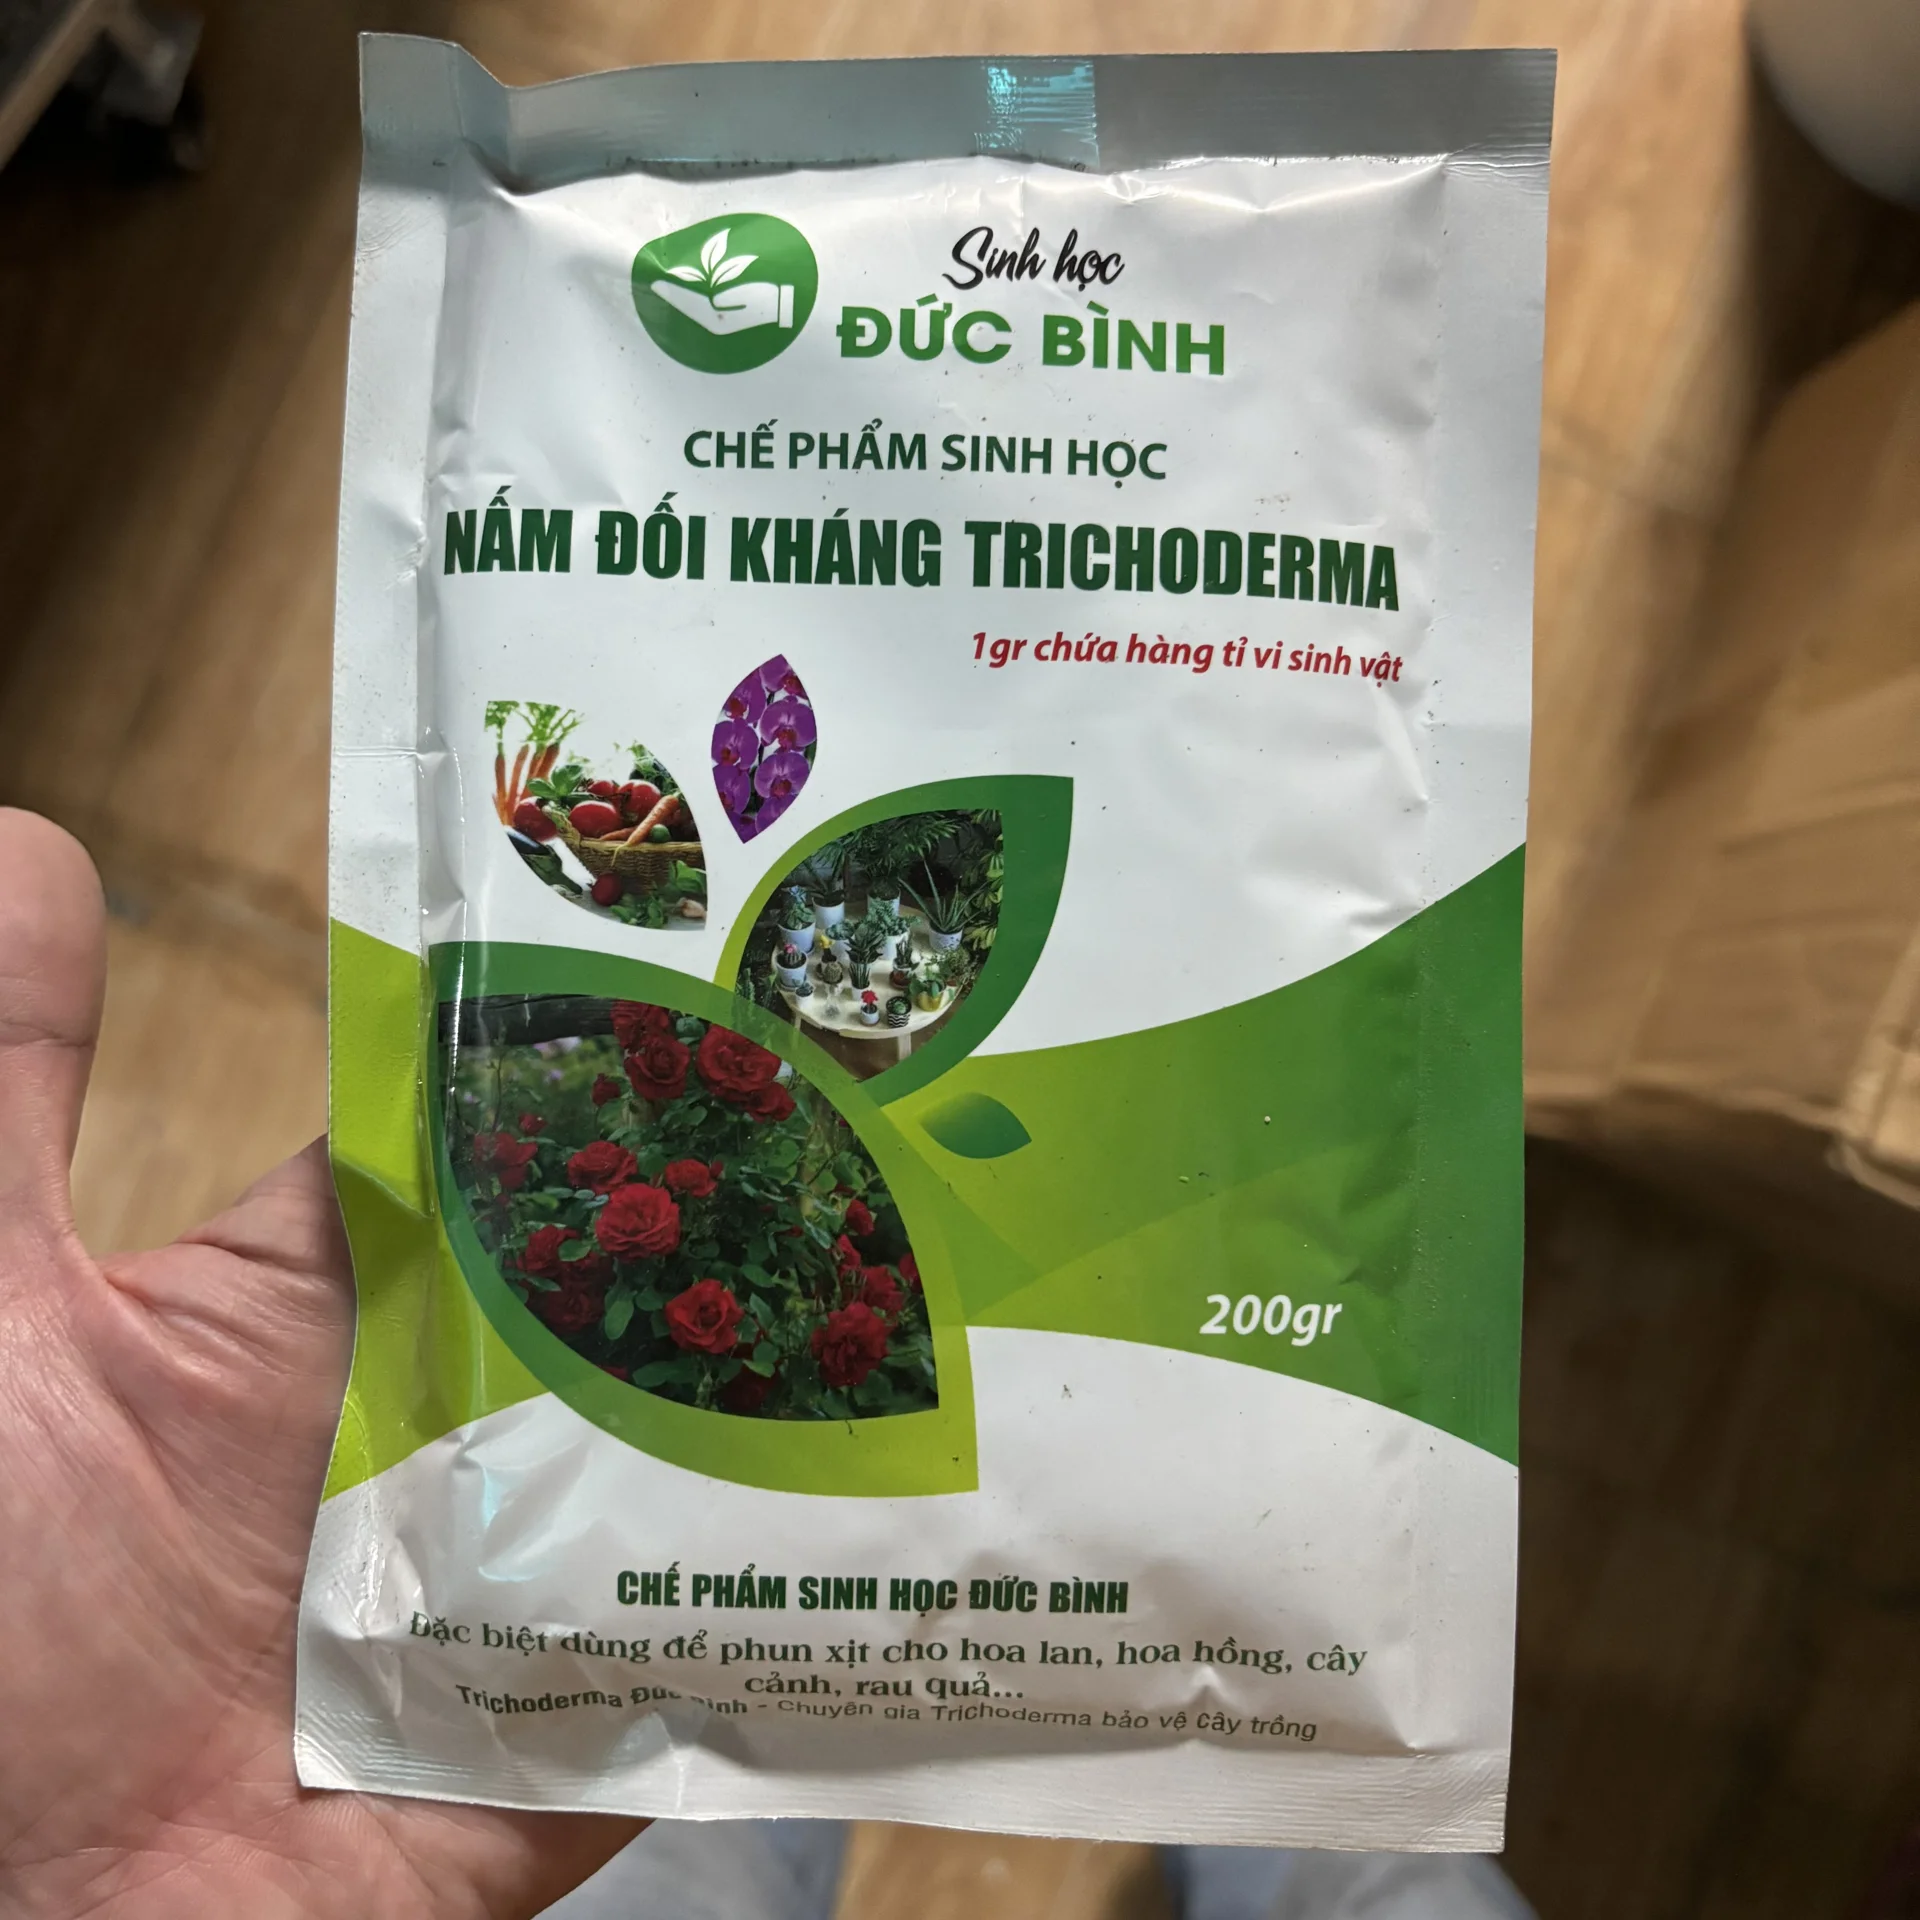 Sinh học
ĐỨC BÌNH
CHẾ PHẨM SINH HỌC
NẤM ĐỐI KHÁNG TRICHODERMA
1gr chứa hàng tỉ vi sinh vật
200gr
CHẾ PHẨM SINH HỌC ĐỨC BÌNH
Đặc biệt dùng để phun xịt cho hoa lan, hoa hồng, cây
cảnh, rau quả...
Trichoderma Đức Bình - Chuyên gia Trichoderma bảo vệ cây trồng